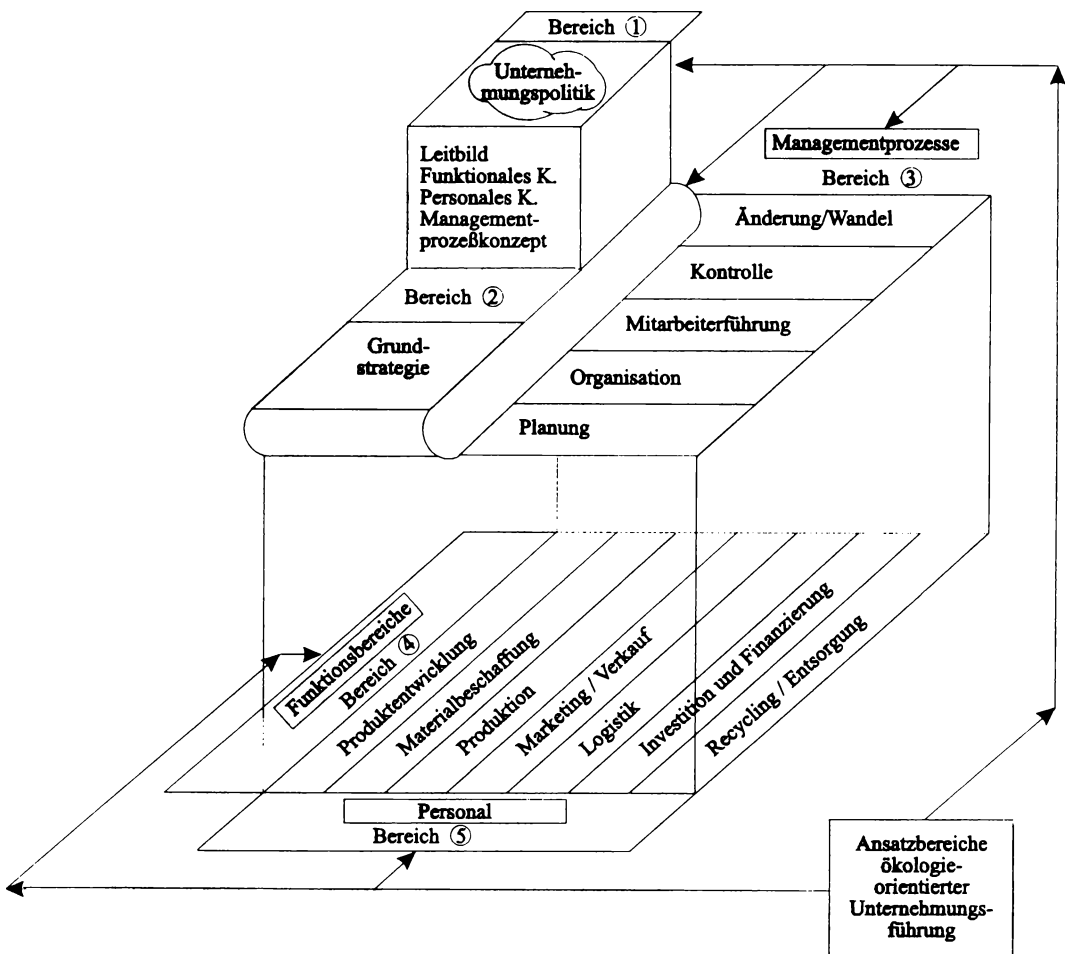 Bereich ①
Unterneh-
mungspolitik
Leitbild
Funktionales K.
Personales K.
Management-
prozeßkonzept
Bereich ②
Grund-
strategie
Managementprozesse
Bereich ③
Änderung/Wandel
Kontrolle
Mitarbeiterführung
Organisation
Planung
Funktionsbereiche
Bereich ④
Produktentwicklung
Materialbeschaffung
Produktion
Marketing / Verkauf
Logistik
Investition und Finanzierung
Recycling / Entsorgung
Personal
Bereich ⑤
Ansatzbereiche
ökologie-
orientierter
Unternehmungs-
führung